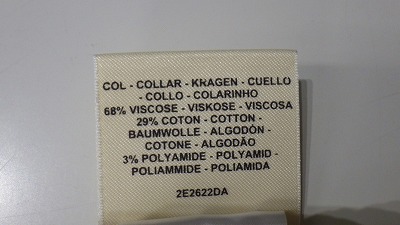 COL - COLLAR - KRAGEN - CUELLO
- COLLO - COLARINHO
68% VISCOSE - VISKOSE - VISCOSA
29% COTON - COTTON -
BAUMWOLLE - ALGODÓN -
COTONE - ALGODÃO
3% POLYAMIDE - POLYAMID -
POLIAMMIDE - POLIAMIDA
2E2622DA